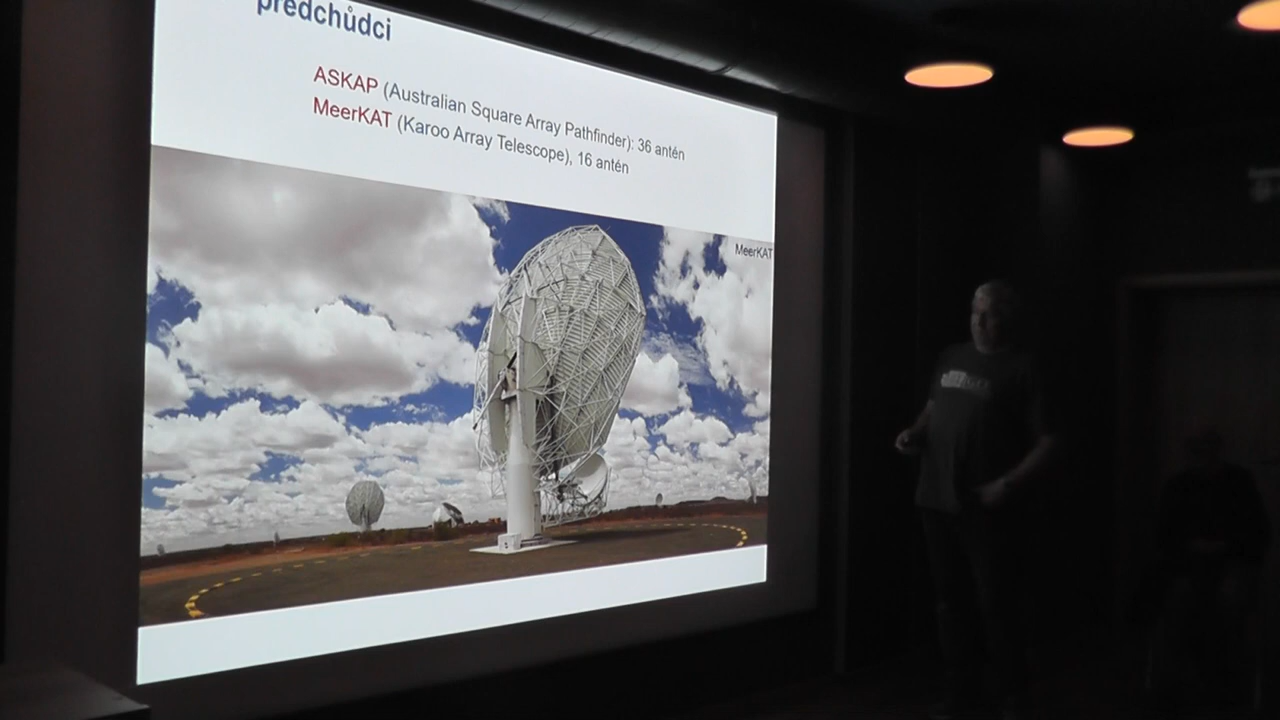 předchůdci
ASKAP (Australian Square Array Pathfinder): 36 antén
MeerKAT (Karoo Array Telescope), 16 antén
MeerKAT